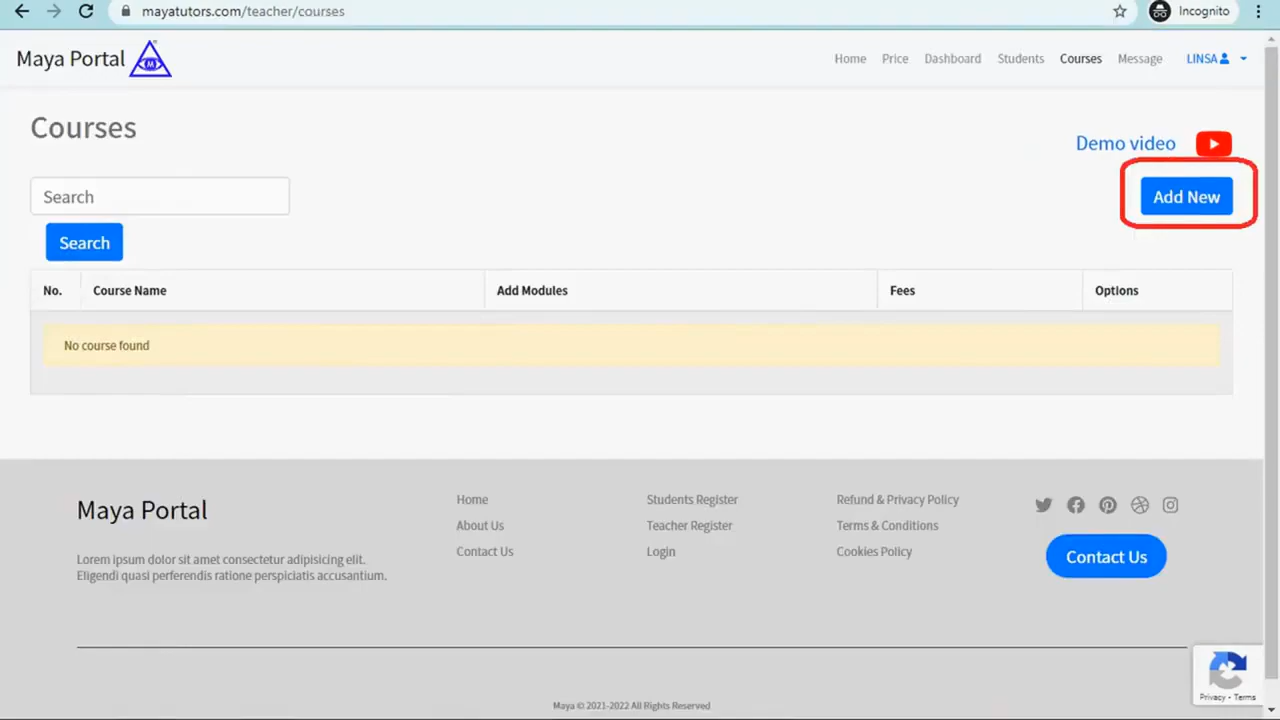 mayatutors.com/teacher/courses
Incognito
Maya Portal
M
Home Price Dashboard Students Courses Message LINSA
Courses
Demo video
Search
Add New
Search
No. Course Name Add Modules Fees Options
No course found
Maya Portal
Lorem ipsum dolor sit amet consectetur adipisicing elit.
Eligendi quasi perferendis ratione perspiciatis accusantium.
Home
About Us
Contact Us
Students Register
Teacher Register
Login
Refund & Privacy Policy
Terms & Conditions
Cookies Policy
Contact Us
Privacy • Terms
Maya © 2021-2022 All Rights Reserved